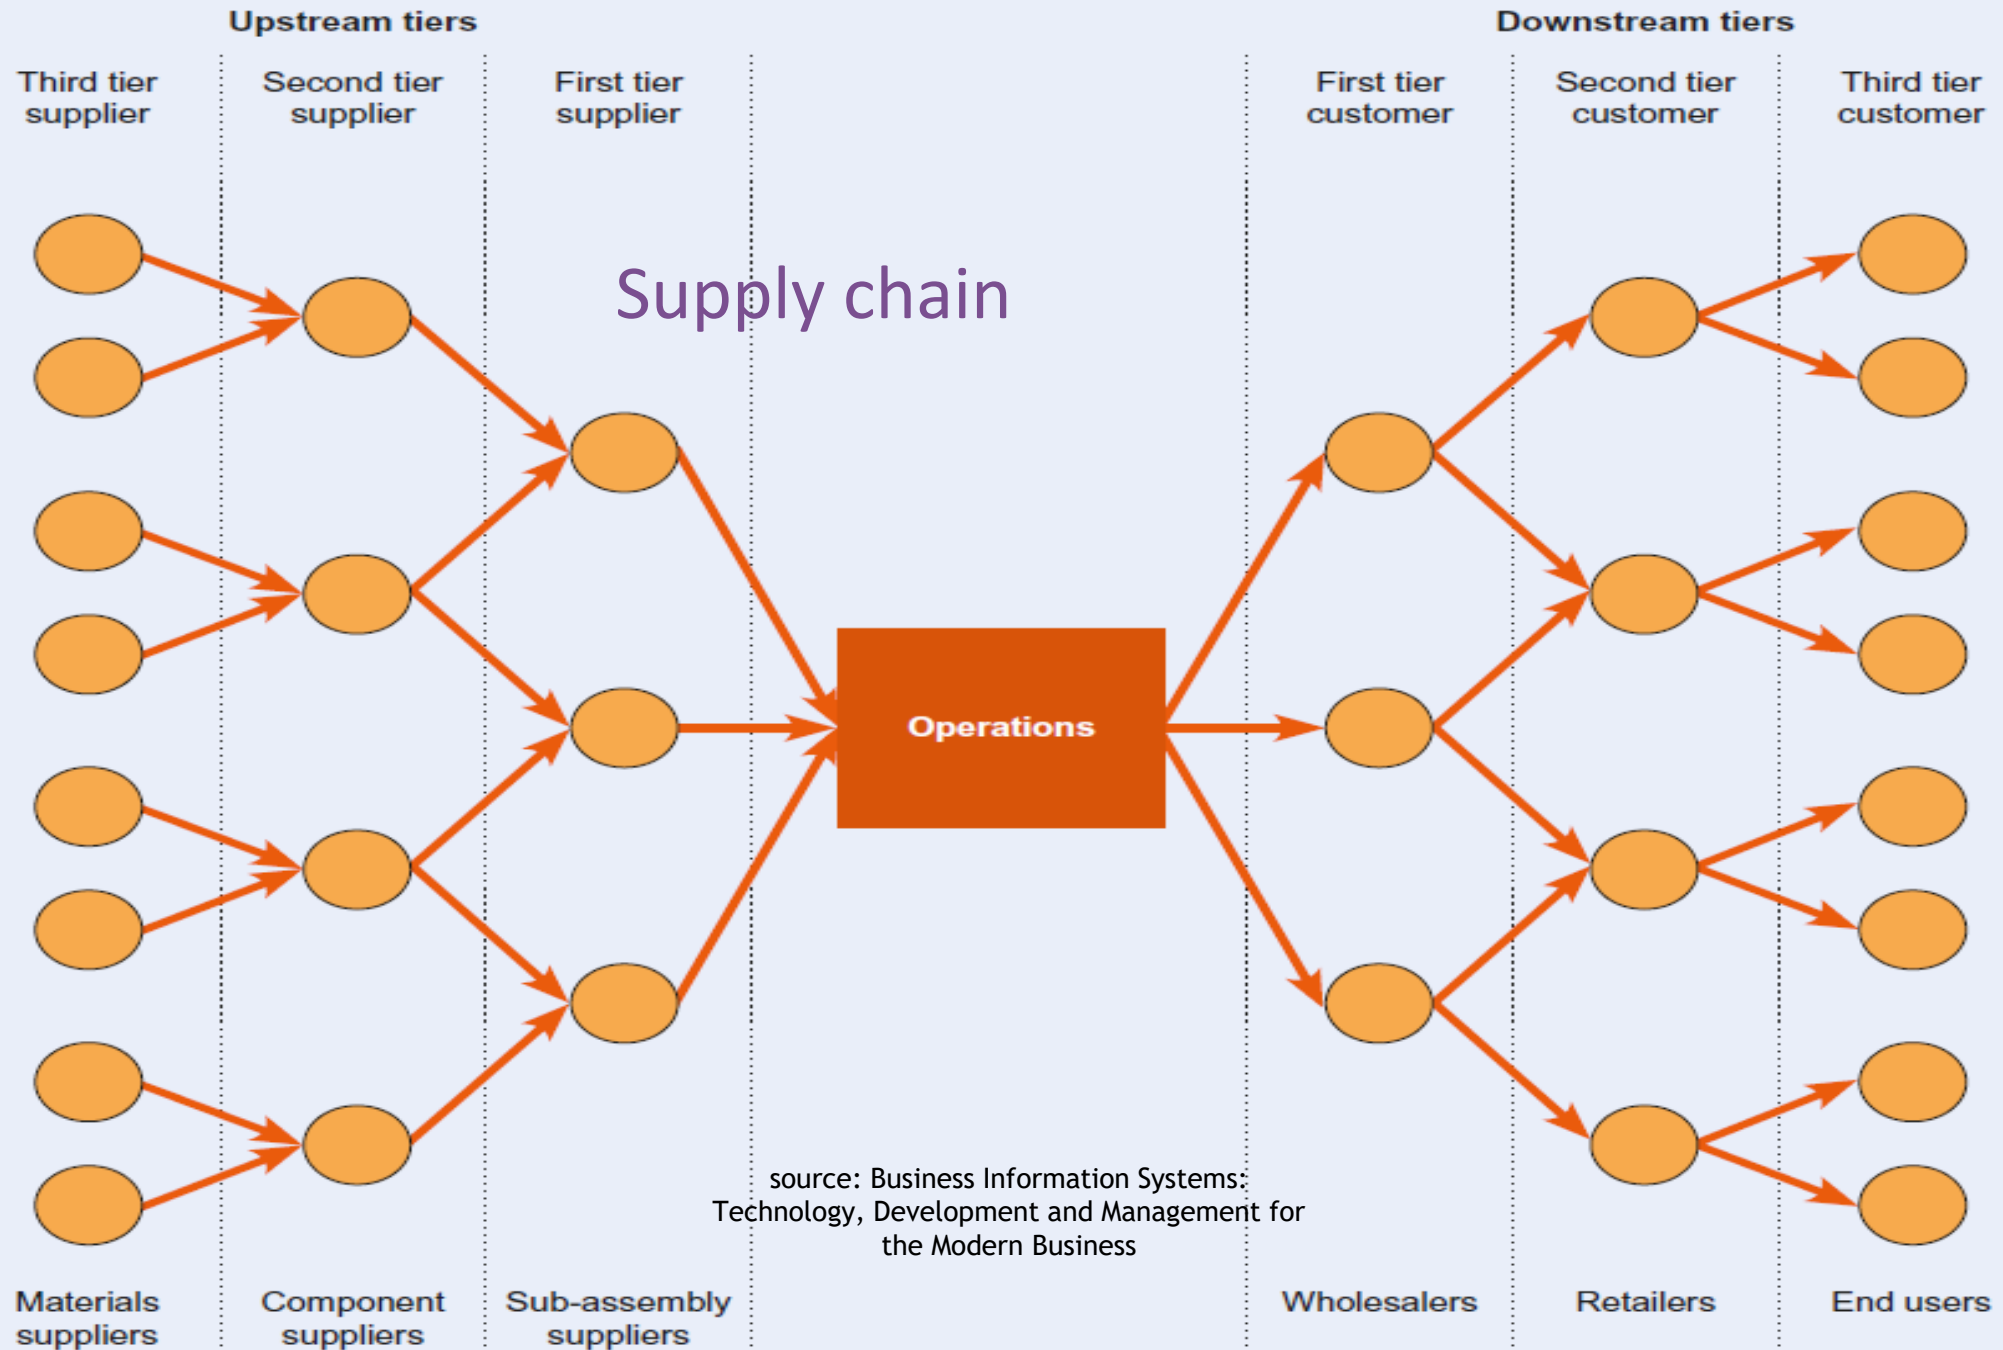 Upstream tiers
Downstream tiers
Third tier
supplier
Second tier
supplier
First tier
supplier
First tier
customer
Second tier
customer
Third tier
customer
Supply chain
Operations
source: Business Information Systems:
Technology, Development and Management for
the Modern Business
Materials
suppliers
Component
suppliers
Sub-assembly
suppliers
Wholesalers
Retailers
End users